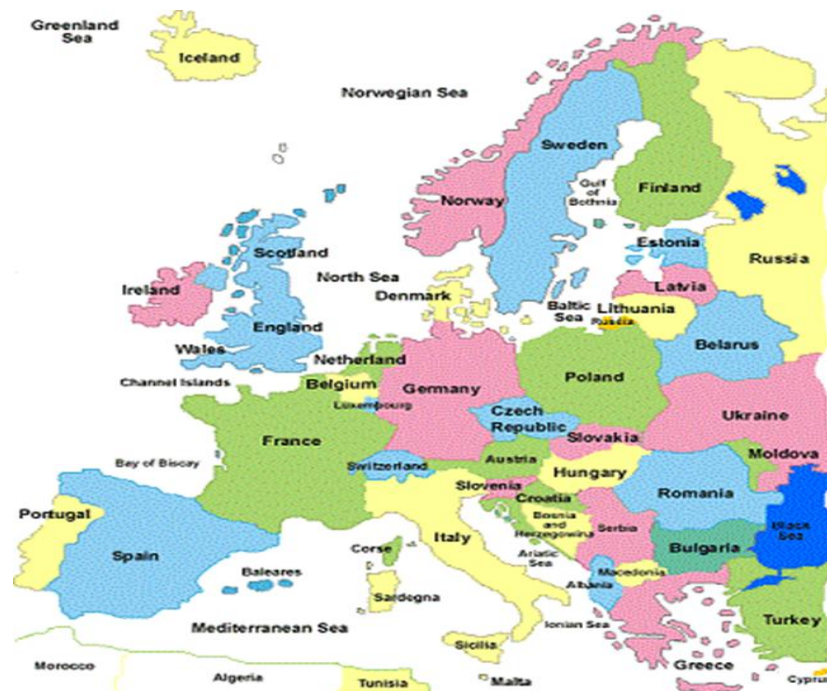 Greenland
Sea
Iceland
Norwegian Sea
Sweden
Norway
Gulf
of
Bothnia
Finland
Scotland
Estonia
Russia
North Sea
Ireland
Denmark
Latvia
Baltic
Sea
Lithuania
Russia
England
Wales
Belarus
Netherland
Channel Islands
Belgium
Germany
Poland
Luxembourg
Czech
Republic
Ukraine
France
Slovakia
Moldova
Bay of Biscay
Switzerland
Austria
Hungary
Slovenia
Romania
Croatia
Portugal
Bosnia
and
Herzegowina
Serbia
Black
Sea
Spain
Italy
Corse
Ariatic
Sea
Bulgaria
Baleares
Macedonia
Albania
Sardegna
Ionian Sea
Turkey
Mediterranean Sea
Sicilia
Greece
Morocco
Algeria
Tunisia
Malta
Cyprus